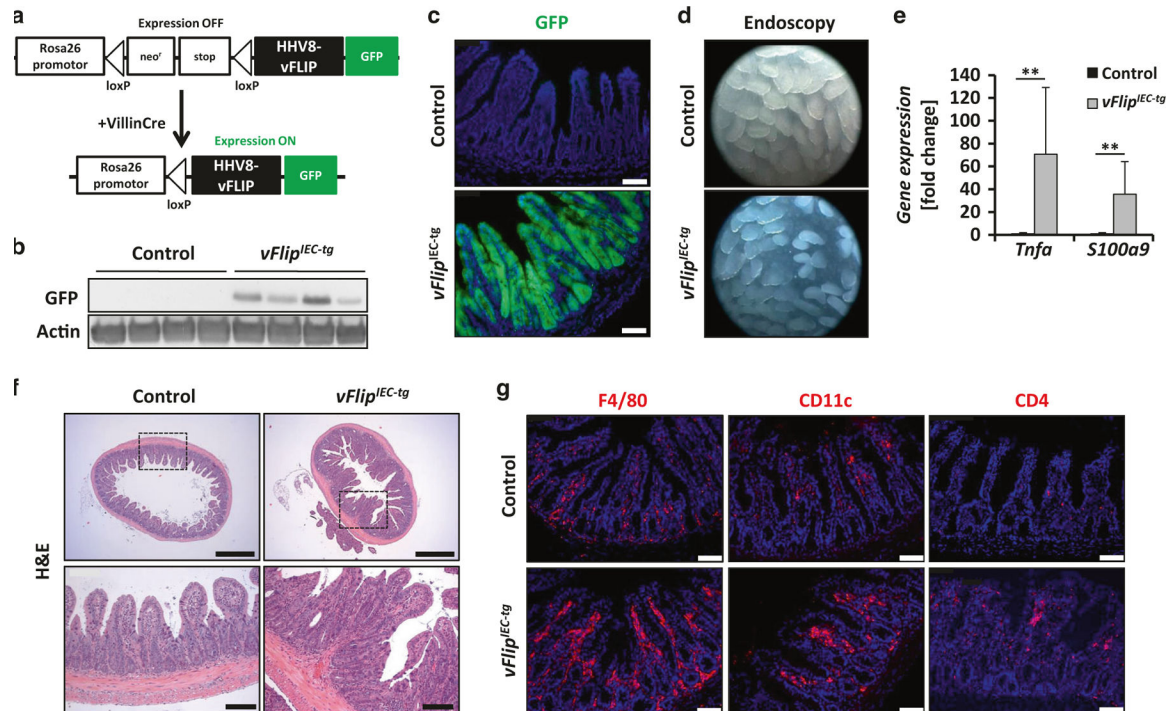 a
Expression OFF
Rosa26
promotor
neoʳ
stop
HHV8-
vFLIP
GFP
loxP
loxP
+VillinCre
Expression ON
Rosa26
promotor
HHV8-
vFLIP
GFP
loxP
b
Control
vFlipᴵᴱᶜ⁻ᵗᵍ
GFP
Actin
c
GFP
Control
vFlipᴵᴱᶜ⁻ᵗᵍ
d
Endoscopy
Control
vFlipᴵᴱᶜ⁻ᵗᵍ
e
Gene expression
[fold change]
140
120
100
80
60
40
20
0
**
**
Control
vFlipᴵᴱᶜ⁻ᵗᵍ
Tnfa
S100a9
f
Control
vFlipᴵᴱᶜ⁻ᵗᵍ
H&E
g
F4/80
CD11c
CD4
Control
vFlipᴵᴱᶜ⁻ᵗᵍ